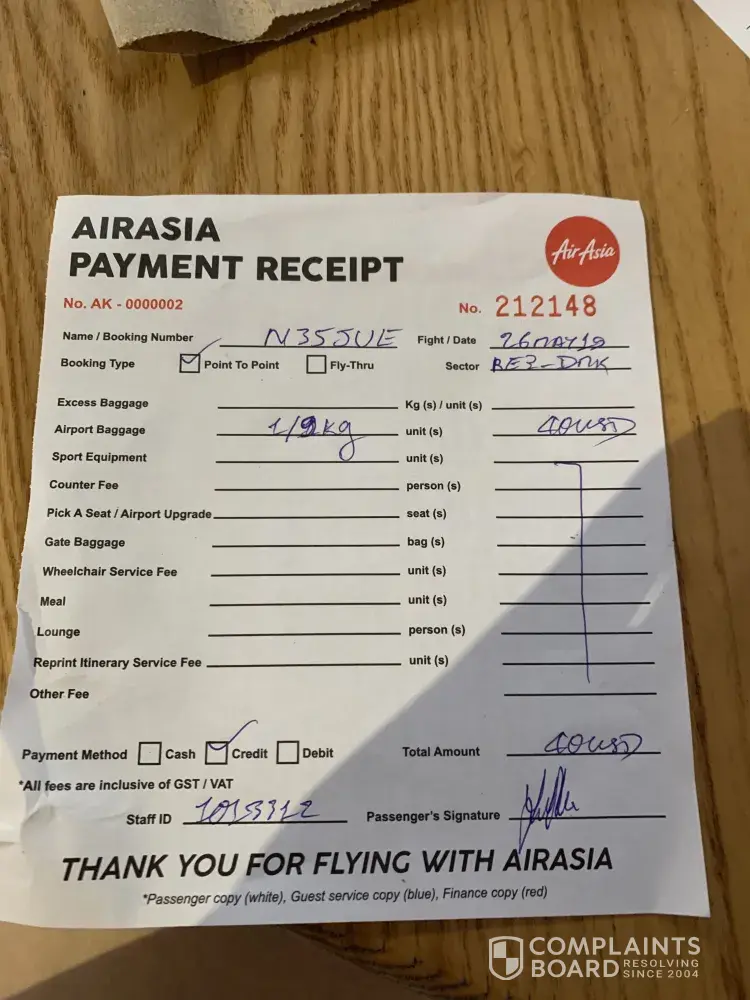 AIRASIA
PAYMENT RECEIPT
AirAsia
No. AK - 0000002
No. 212148
Name / Booking Number N35JUE Fight / Date 26MAY19
Booking Type Point To Point Fly-Thru Sector REP-DMK
Excess Baggage Kg (s) / unit (s)
Airport Baggage unit (s) 40USD
Sport Equipment unit (s)
Counter Fee person (s)
Pick A Seat / Airport Upgrade seat (s)
Gate Baggage bag (s)
Wheelchair Service Fee unit (s)
Meal unit (s)
Lounge person (s)
Reprint Itinerary Service Fee unit (s)
Other Fee
Payment Method Cash Credit Debit Total Amount 40USD
*All fees are inclusive of GST / VAT
Staff ID Passenger's Signature
THANK YOU FOR FLYING WITH AIRASIA
*Passenger copy (white), Guest service copy (blue), Finance copy (red)
COMPLAINTS
BOARD RESOLVING
SINCE 2004